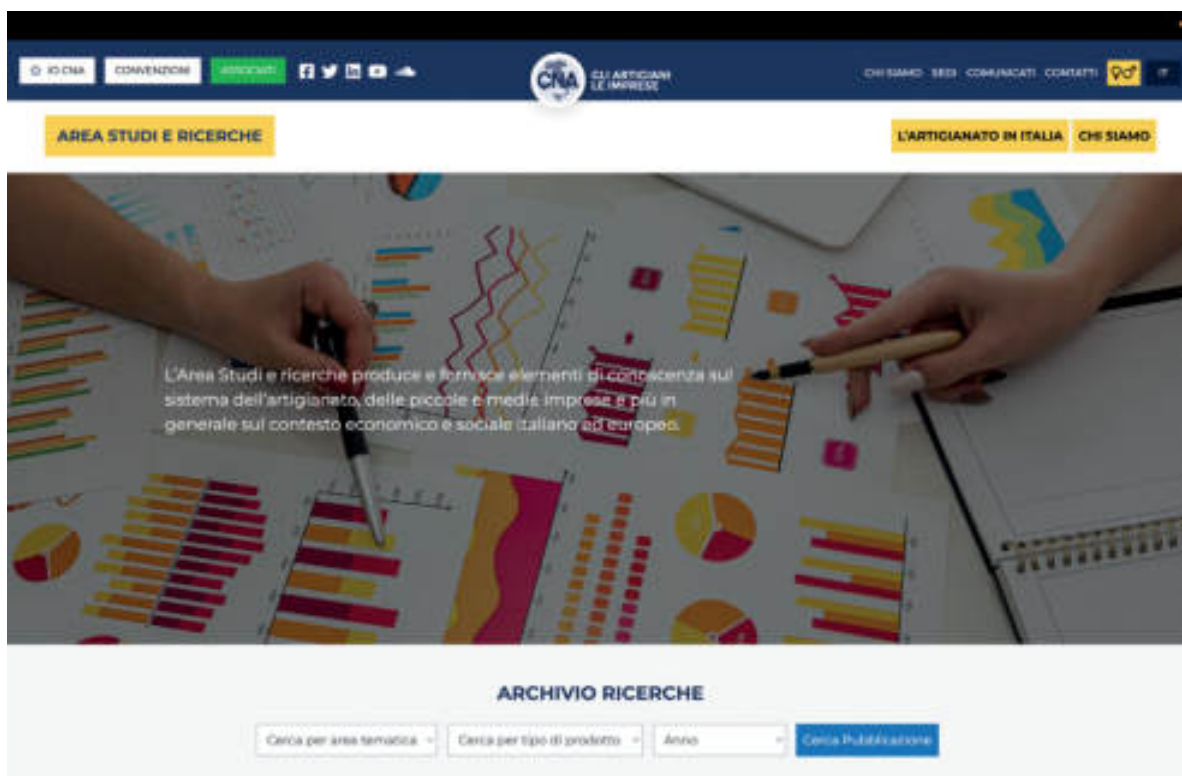 IO CNA
CONVENZIONI
ASSOCIATI
CNA
GLI ARTIGIANI
LE IMPRESE
CHI SIAMO SEDI COMUNICATI CONTATTI
IT
AREA STUDI E RICERCHE
L'ARTIGIANATO IN ITALIA
CHI SIAMO
L'Area Studi e ricerche produce e fornisce elementi di conoscenza sul
sistema dell'artigianato, delle piccole e medie imprese e più in
generale sul contesto economico e sociale italiano ed europeo.
ARCHIVIO RICERCHE
Cerca per area tematica
Cerca per tipo di prodotto
Anno
Cerca Pubblicazione